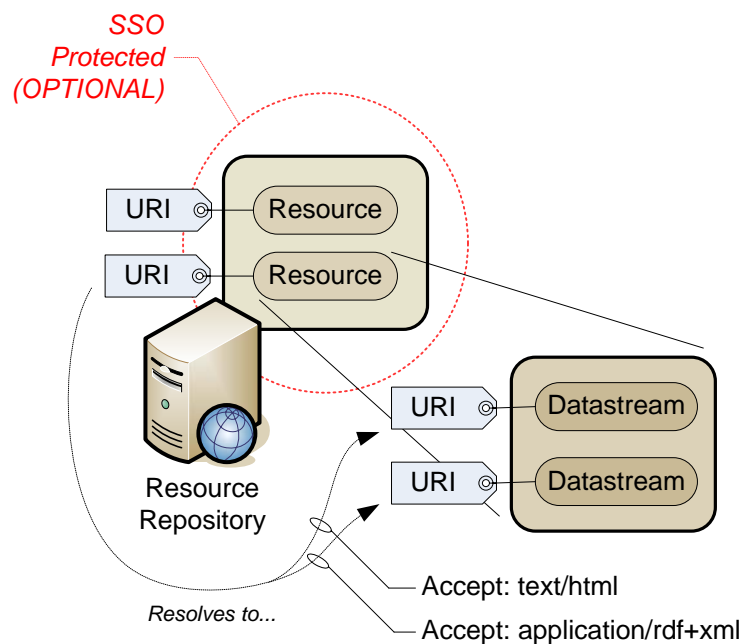 SSO
Protected
(OPTIONAL)
URI
Resource
URI
Resource
URI
Datastream
URI
Datastream
Resource
Repository
Accept: text/html
Resolves to...
Accept: application/rdf+xml